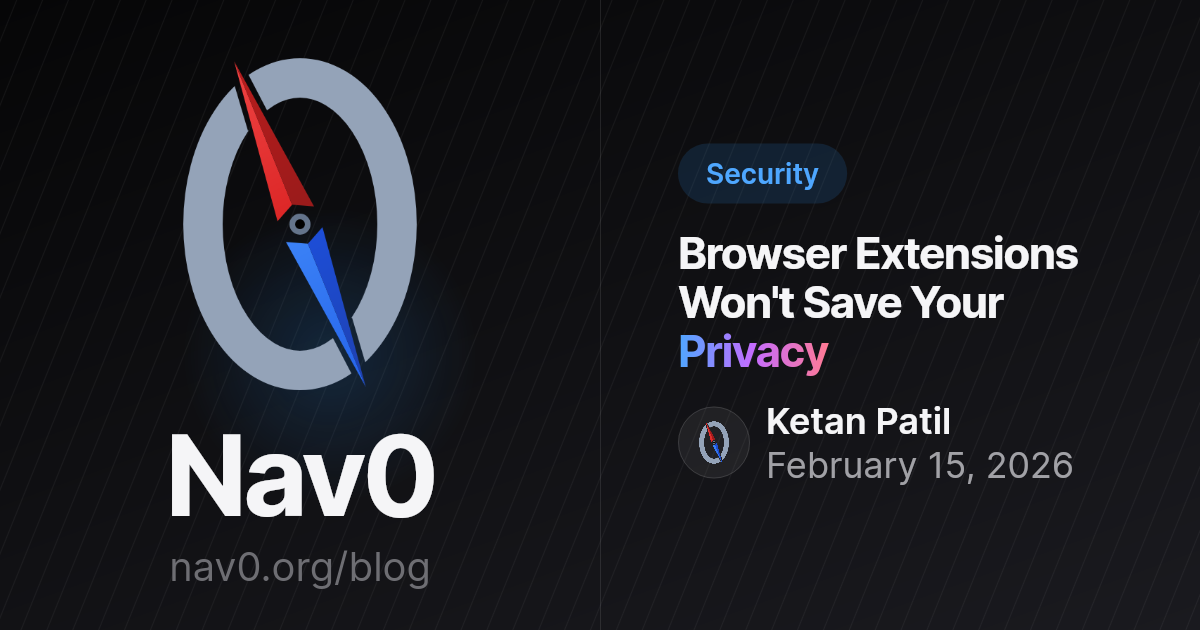 Nav0
nav0.org/blog
Security
Browser Extensions
Won't Save Your
Privacy
Ketan Patil
February 15, 2026